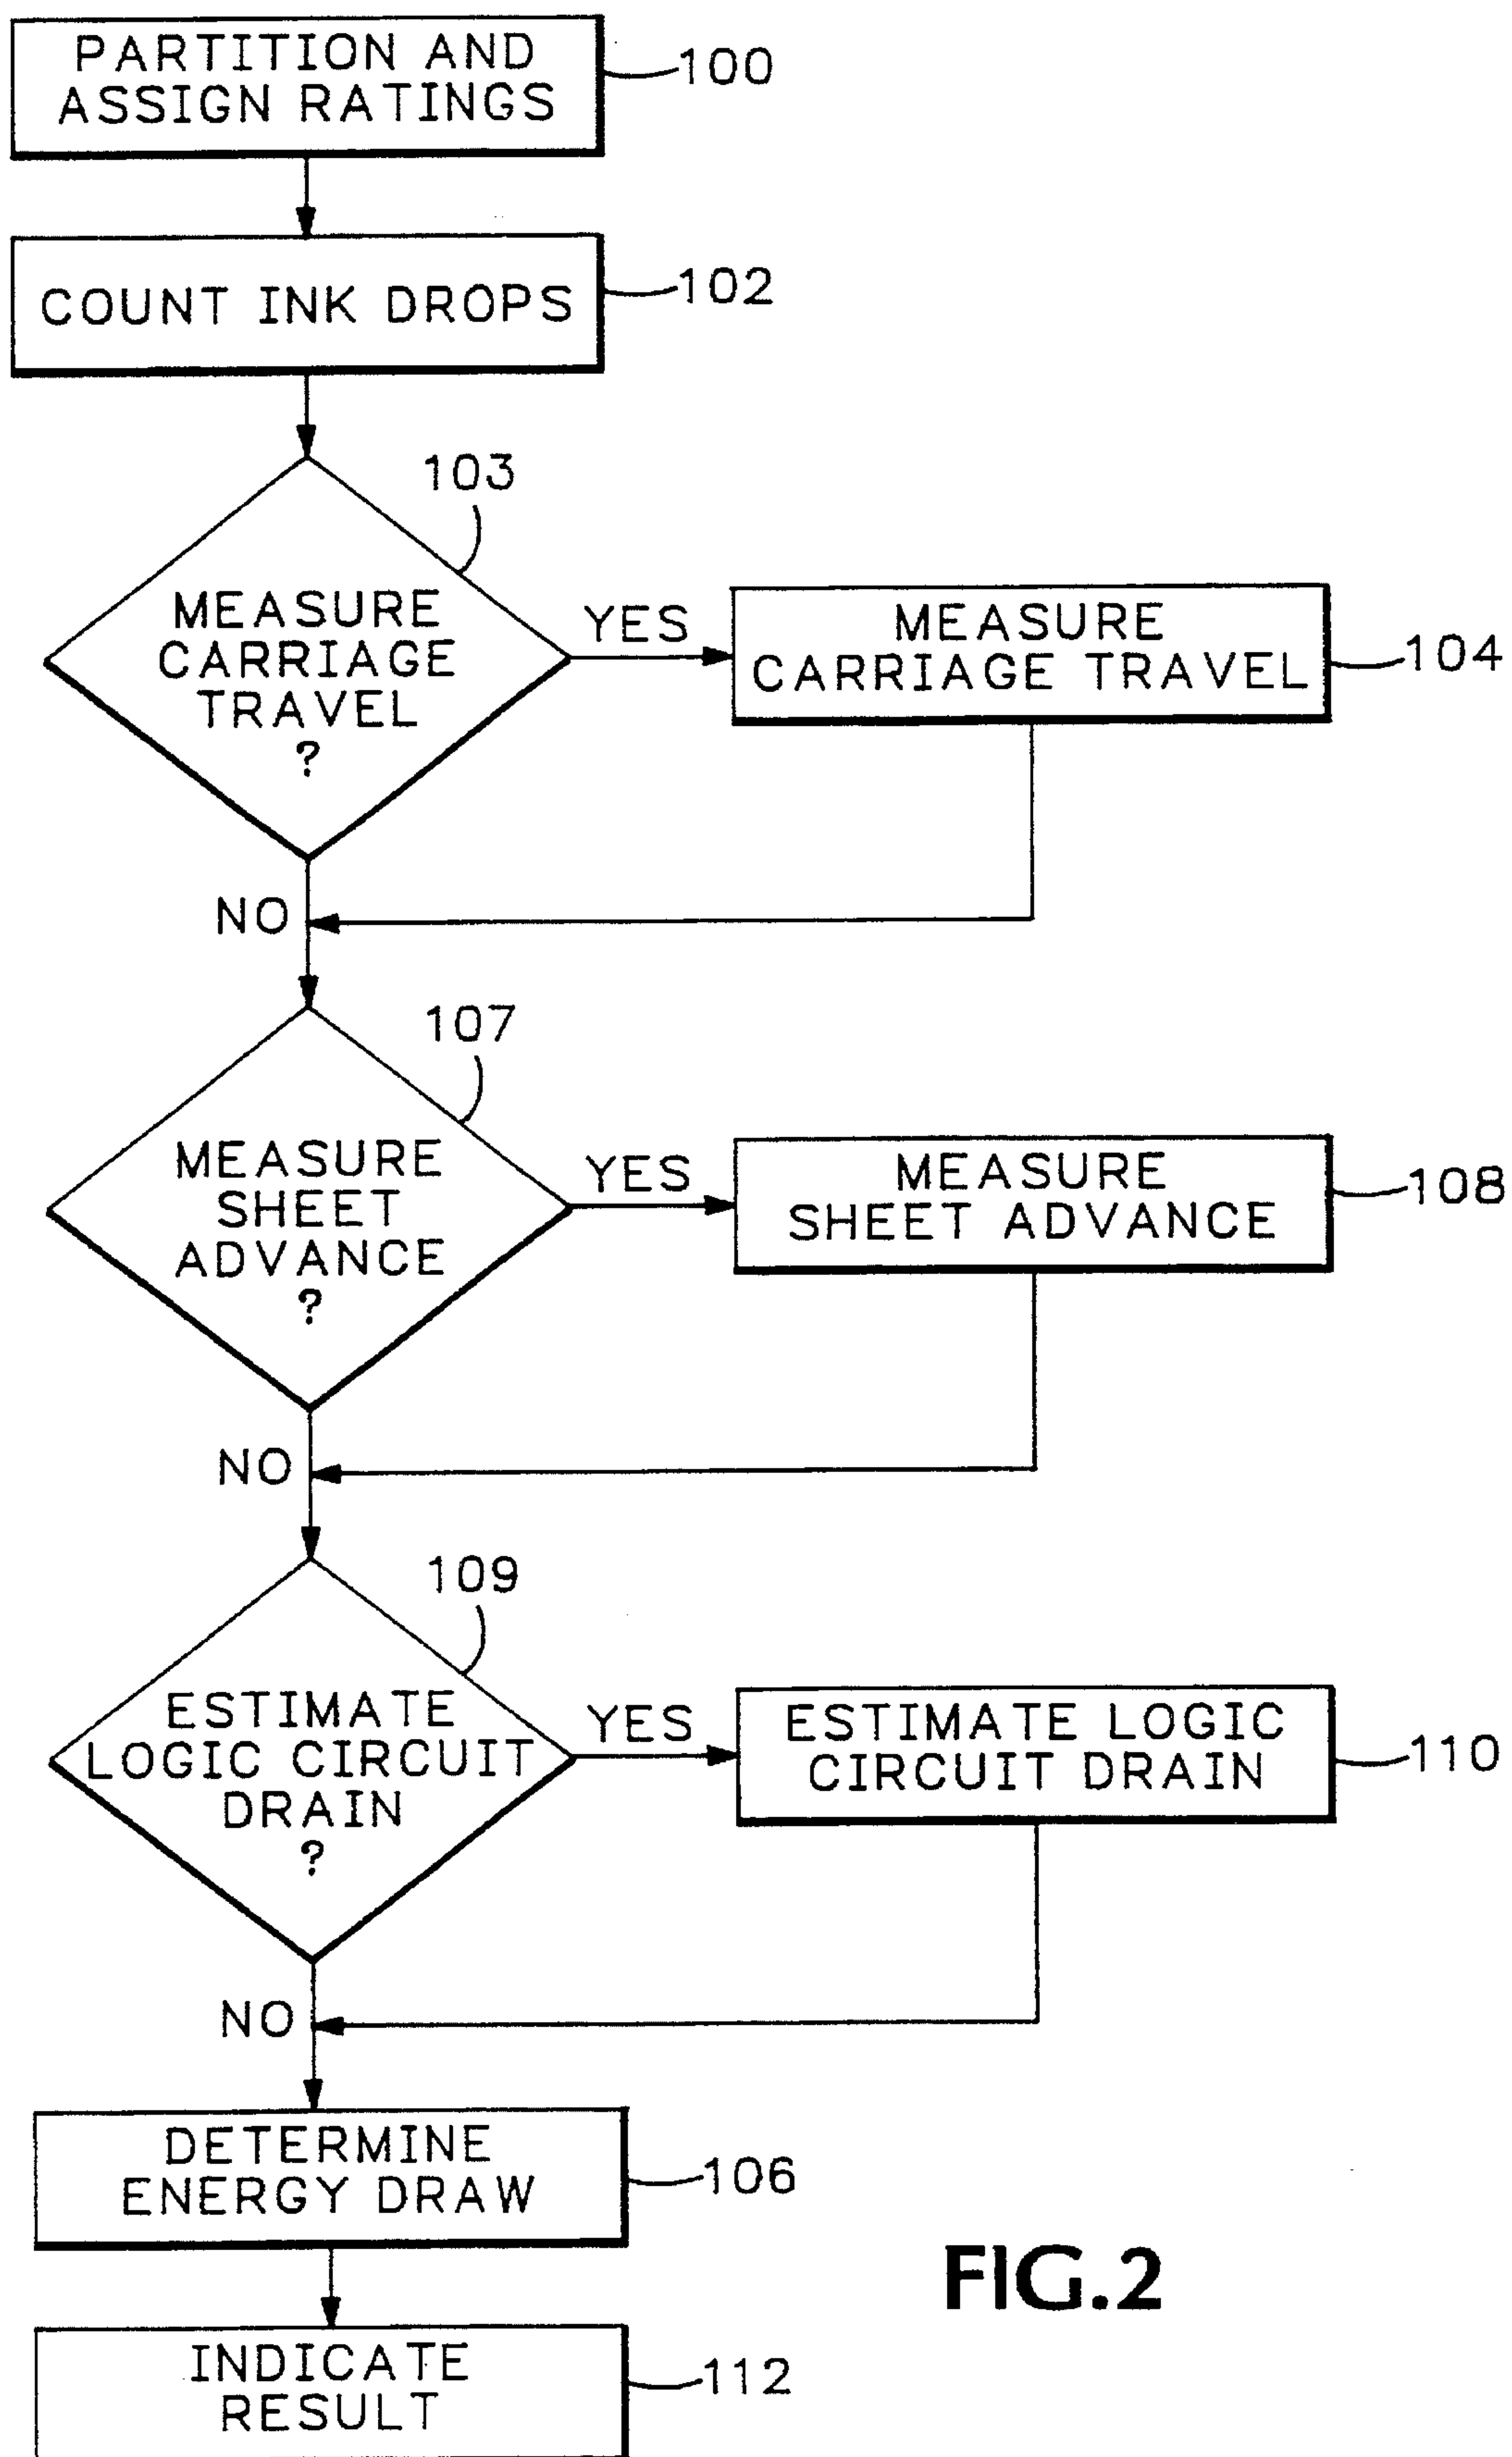 PARTITION AND
ASSIGN RATINGS
100
COUNT INK DROPS
102
103
MEASURE
CARRIAGE
TRAVEL
?
YES
MEASURE
CARRIAGE TRAVEL
104
NO
107
MEASURE
SHEET
ADVANCE
?
YES
MEASURE
SHEET ADVANCE
108
NO
109
ESTIMATE
LOGIC CIRCUIT
DRAIN
?
YES
ESTIMATE LOGIC
CIRCUIT DRAIN
110
NO
DETERMINE
ENERGY DRAW
106
INDICATE
RESULT
112
FIG.2